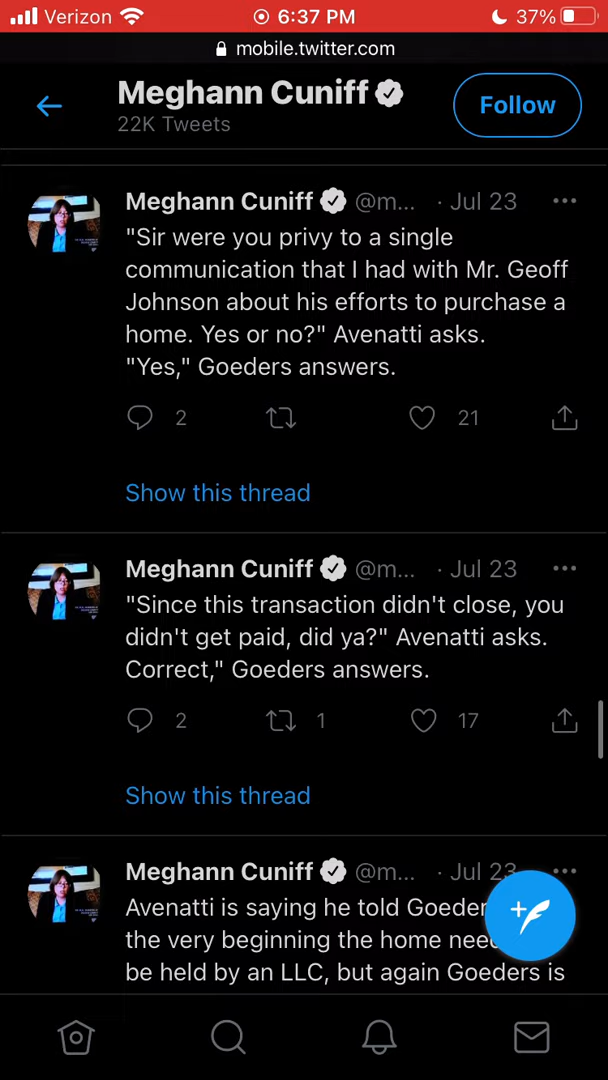 Verizon 6:37 PM 37%
mobile.twitter.com
Meghann Cuniff
22K Tweets
Follow
Meghann Cuniff @m... · Jul 23
"Sir were you privy to a single
communication that I had with Mr. Geoff
Johnson about his efforts to purchase a
home. Yes or no?" Avenatti asks.
"Yes," Goeders answers.
2 21
Show this thread
Meghann Cuniff @m... · Jul 23
"Since this transaction didn't close, you
didn't get paid, did ya?" Avenatti asks.
Correct," Goeders answers.
2 1 17
Show this thread
Meghann Cuniff @m... · Jul 23
Avenatti is saying he told
the very beginning the home
be held by an LLC, but again Goeders is